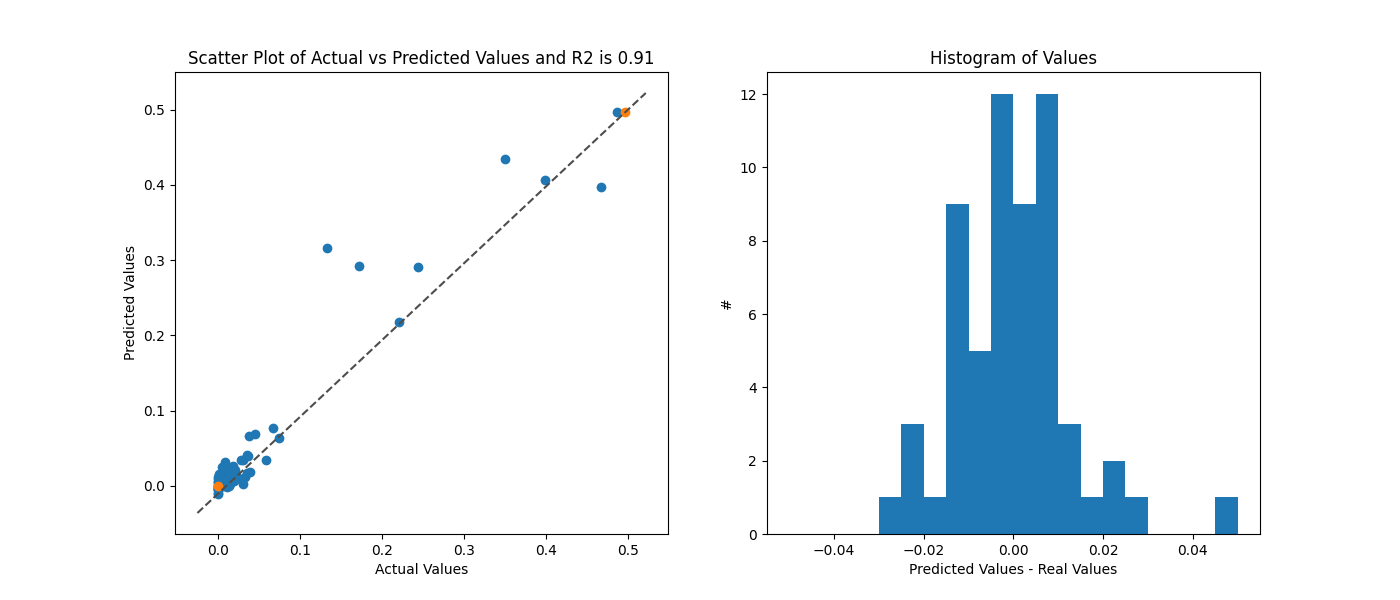 Scatter Plot of Actual vs Predicted Values and R2 is 0.91
0.5
0.4
0.3
0.2
0.1
0.0
Predicted Values
0.0 0.1 0.2 0.3 0.4 0.5
Actual Values
Histogram of Values
12
10
8
6
4
2
0
#
−0.04 −0.02 0.00 0.02 0.04
Predicted Values - Real Values